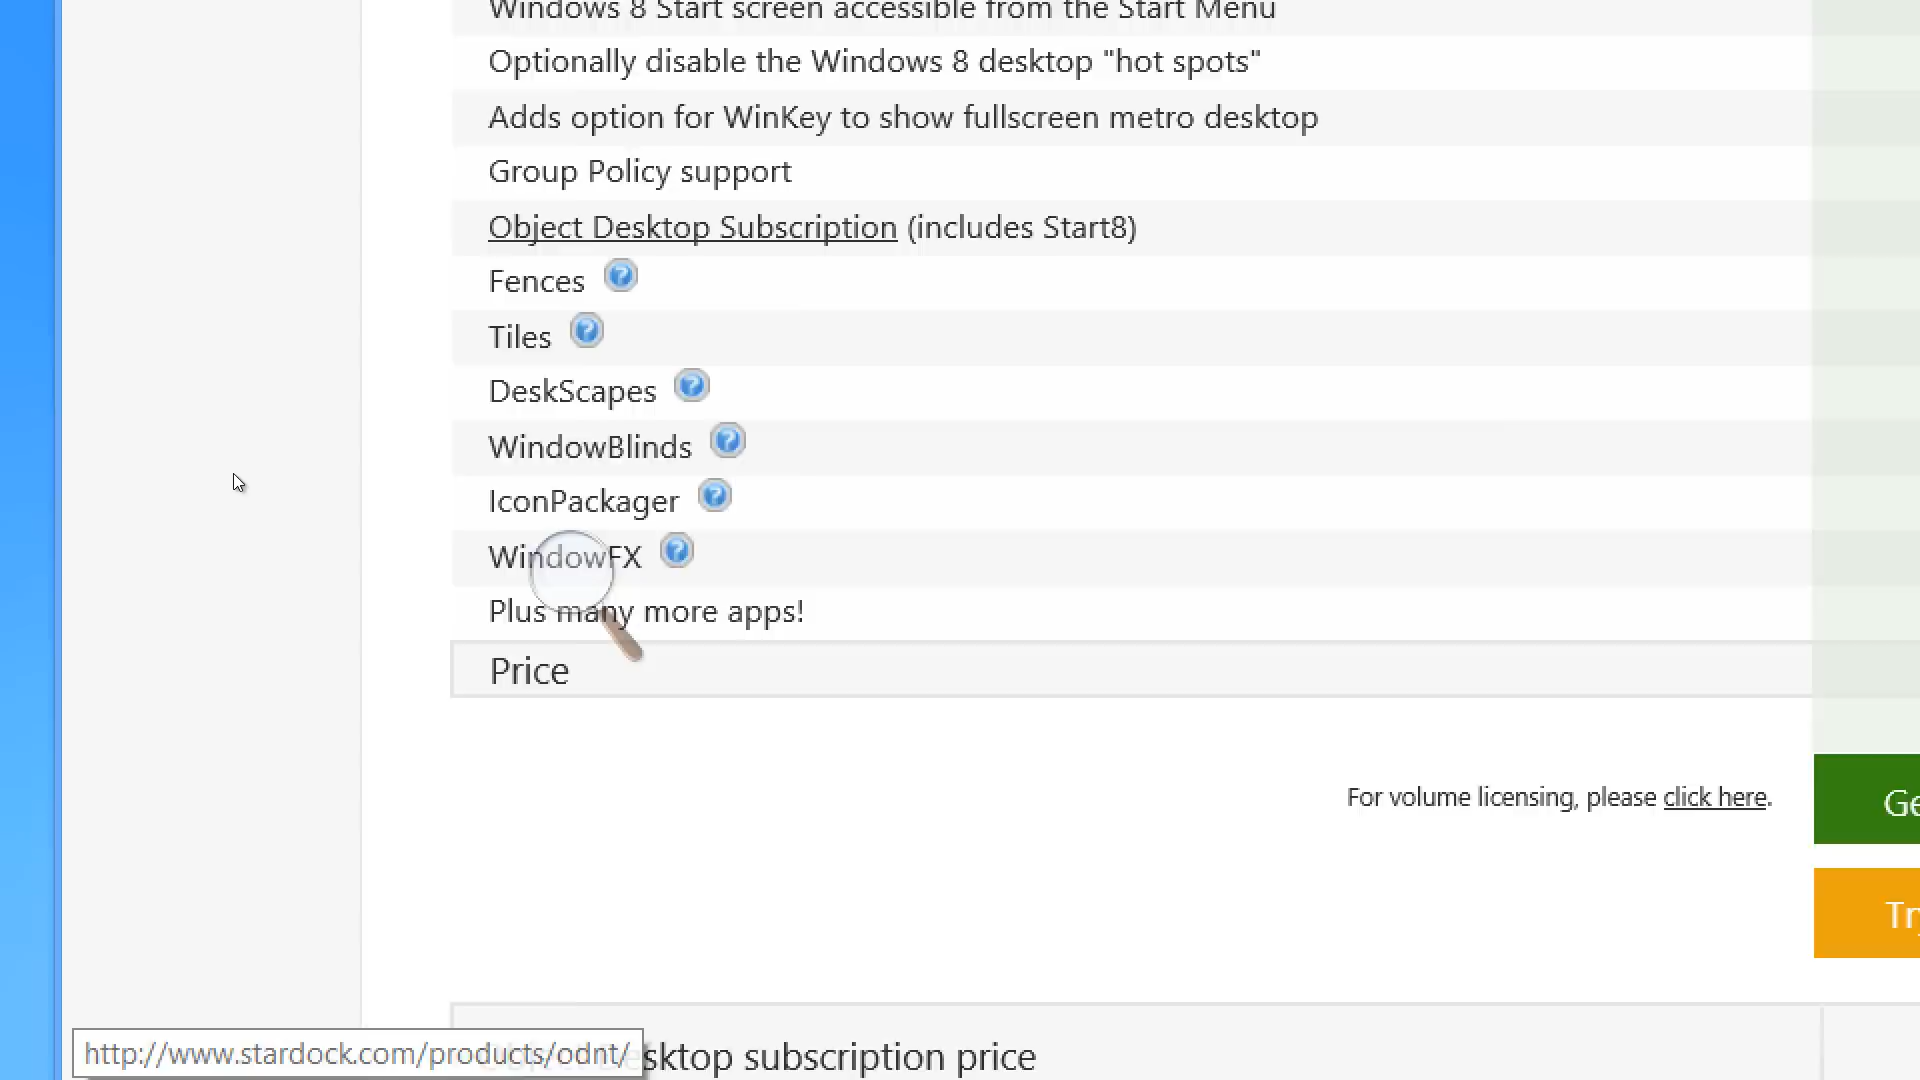 Windows 8 Start screen accessible from the Start Menu
Optionally disable the Windows 8 desktop "hot spots"
Adds option for WinKey to show fullscreen metro desktop
Group Policy support
Object Desktop Subscription (includes Start8)
Fences
Tiles
DeskScapes
WindowBlinds
IconPackager
WindowFX
Plus many more apps!
Price
For volume licensing, please click here.
http://www.stardock.com/products/odnt/
subscription price